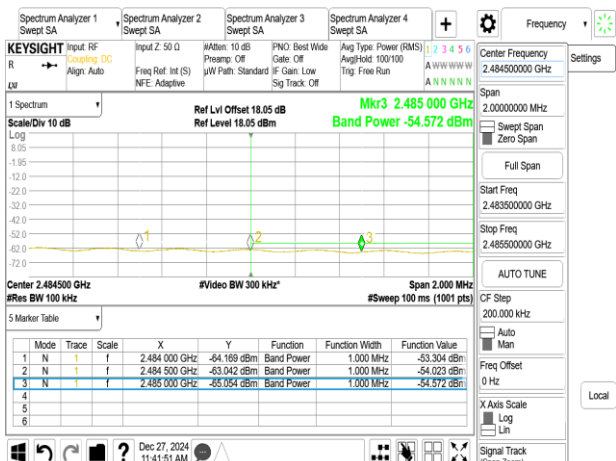 Spectrum Analyzer 1
Swept SA
Spectrum Analyzer 2
Swept SA
Spectrum Analyzer 3
Swept SA
Spectrum Analyzer 4
Swept SA
+
Frequency
Settings
KEYSIGHT
R
Input: RF
Coupling: DC
Align: Auto
Input Z: 50 Ω
Freq Ref: Int (S)
NFE: Adaptive
#Atten: 10 dB
Preamp: Off
µW Path: Standard
PNO: Best Wide
Gate: Off
IF Gain: Low
Sig Track: Off
Avg Type: Power (RMS)
Avg|Hold: 100/100
Trig: Free Run
1 2 3 4 5 6
A W W W W W
A N N N N N
1 Spectrum
Scale/Div 10 dB
Log
Ref Lvl Offset 18.05 dB
Ref Level 18.05 dBm
Mkr3 2.485 000 GHz
Band Power -54.572 dBm
8.05
-1.95
-12.0
-22.0
-32.0
-42.0
-52.0
-62.0
-72.0
1
2
3
Center 2.484500 GHz
#Res BW 100 kHz
#Video BW 300 kHz*
Span 2.000 MHz
#Sweep 100 ms (1001 pts)
5 Marker Table
Mode Trace Scale X Y Function Function Width Function Value
1 N 1 f 2.484 000 GHz -64.169 dBm Band Power 1.000 MHz -53.304 dBm
2 N 1 f 2.484 500 GHz -63.042 dBm Band Power 1.000 MHz -54.023 dBm
3 N 1 f 2.485 000 GHz -65.054 dBm Band Power 1.000 MHz -54.572 dBm
4
5
6
Dec 27, 2024
11:41:51 AM
?
Center Frequency
2.484500000 GHz
Span
2.00000000 MHz
Swept Span
Zero Span
Full Span
Start Freq
2.483500000 GHz
Stop Freq
2.485500000 GHz
AUTO TUNE
CF Step
200.000 kHz
Auto
Man
Freq Offset
0 Hz
X Axis Scale
Log
Lin
Signal Track
Local